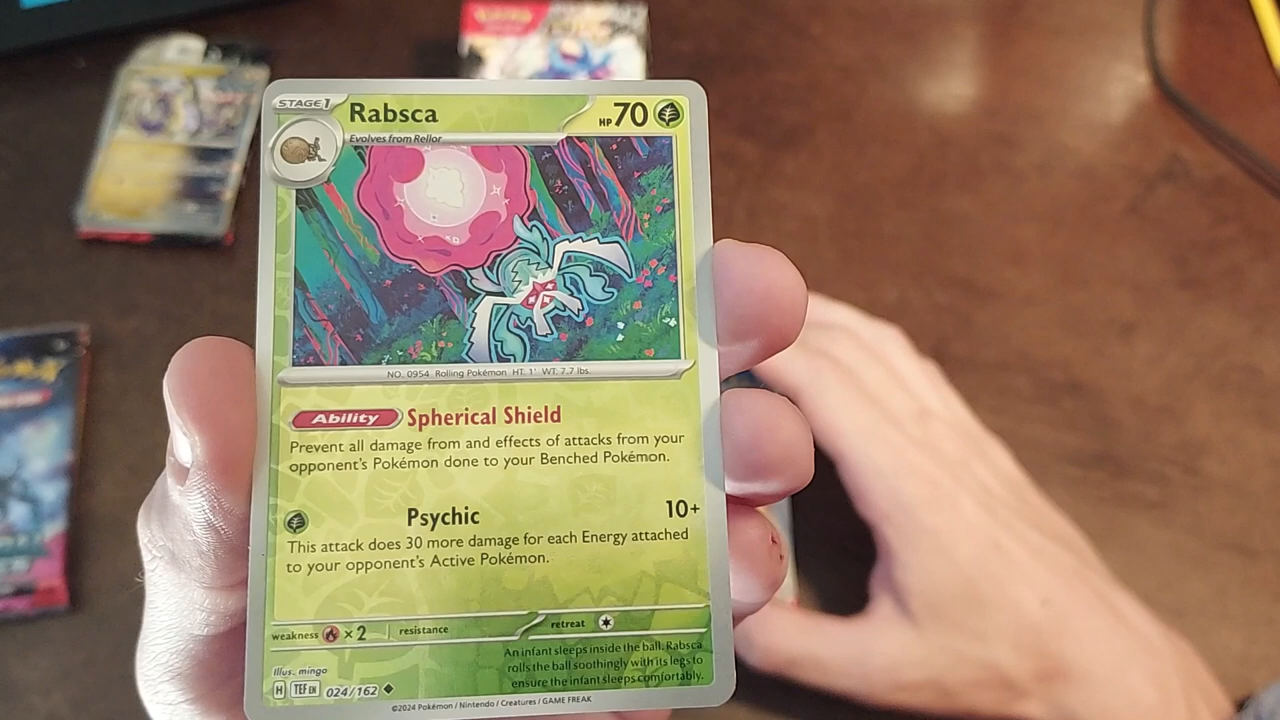 STAGE 1
Rabsca
HP 70
Evolves from Rellor
NO. 0954 Rolling Pokémon HT: 1' WT: 7.7 lbs.
Ability Spherical Shield
Prevent all damage from and effects of attacks from your
opponent's Pokémon done to your Benched Pokémon.
Psychic 10+
This attack does 30 more damage for each Energy attached
to your opponent's Active Pokémon.
weakness ×2 resistance retreat
An infant sleeps inside the ball. Rabsca
rolls the ball soothingly with its legs to
ensure the infant sleeps comfortably.
Illus. mingo
H TEF EN 024/162
©2024 Pokémon / Nintendo / Creatures / GAME FREAK